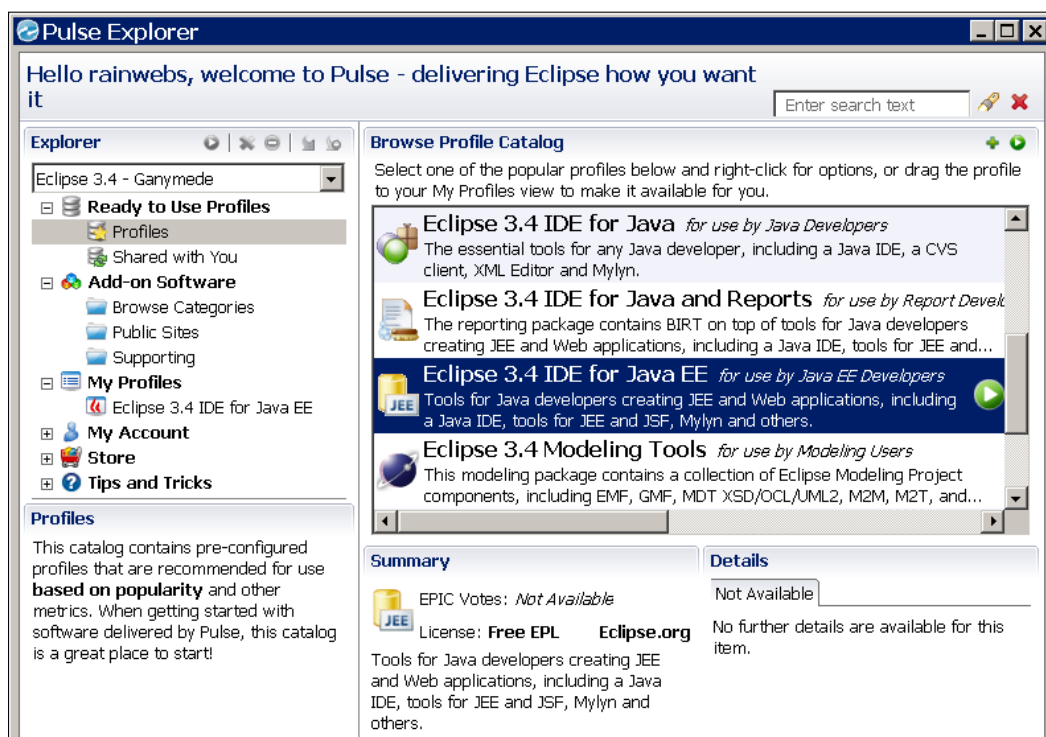 Pulse Explorer
Hello rainwebs, welcome to Pulse - delivering Eclipse how you want
it
Enter search text
Explorer
Eclipse 3.4 - Ganymede
Ready to Use Profiles
Profiles
Shared with You
Add-on Software
Browse Categories
Public Sites
Supporting
My Profiles
Eclipse 3.4 IDE for Java EE
My Account
Store
Tips and Tricks
Profiles
This catalog contains pre-configured
profiles that are recommended for use
based on popularity and other
metrics. When getting started with
software delivered by Pulse, this catalog
is a great place to start!
Browse Profile Catalog
Select one of the popular profiles below and right-click for options, or drag the profile
to your My Profiles view to make it available for you.
Eclipse 3.4 IDE for Java for use by Java Developers
The essential tools for any Java developer, including a Java IDE, a CVS
client, XML Editor and Mylyn.
Eclipse 3.4 IDE for Java and Reports for use by Report Devel
The reporting package contains BIRT on top of tools for Java developers
creating JEE and Web applications, including a Java IDE, tools for JEE and...
Eclipse 3.4 IDE for Java EE for use by Java EE Developers
JEE
Tools for Java developers creating JEE and Web applications, including
a Java IDE, tools for JEE and JSF, Mylyn and others.
Eclipse 3.4 Modeling Tools for use by Modeling Users
This modeling package contains a collection of Eclipse Modeling Project
components, including EMF, GMF, MDT XSD/OCL/UML2, M2M, M2T, and...
Summary
JEE
EPIC Votes: Not Available
License: Free EPL Eclipse.org
Tools for Java developers creating JEE
and Web applications, including a Java
IDE, tools for JEE and JSF, Mylyn and
others.
Details
Not Available
No further details are available for this
item.